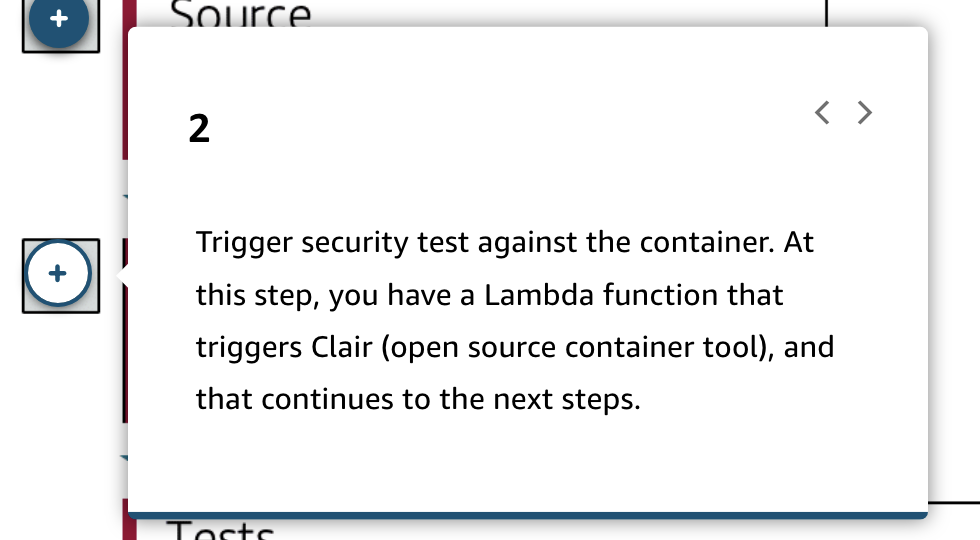 Source
2
Trigger security test against the container. At
this step, you have a Lambda function that
triggers Clair (open source container tool), and
that continues to the next steps.
Tests